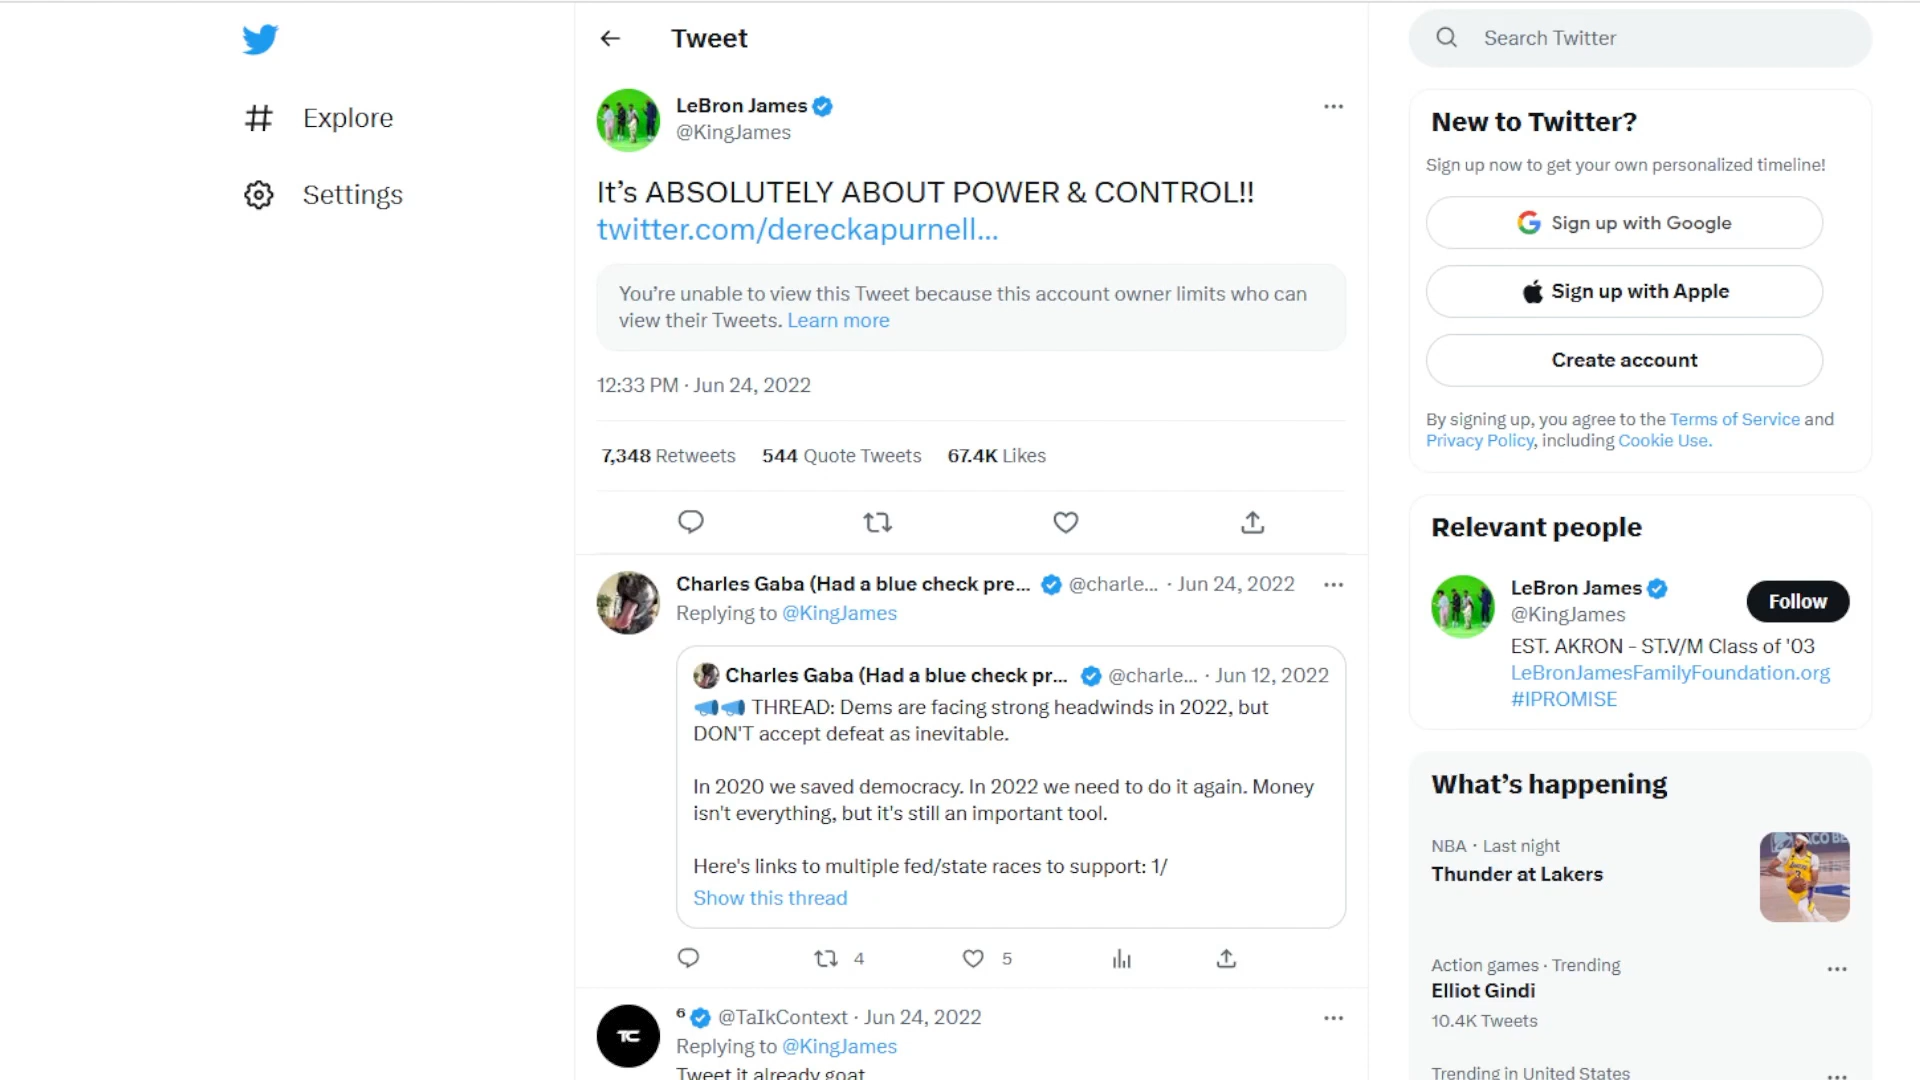 Explore
Settings
Tweet
LeBron James
@KingJames
It’s ABSOLUTELY ABOUT POWER & CONTROL!!
twitter.com/dereckapurnell...
You’re unable to view this Tweet because this account owner limits who can
view their Tweets. Learn more
12:33 PM · Jun 24, 2022
7,348 Retweets 544 Quote Tweets 67.4K Likes
Charles Gaba (Had a blue check pre... @charle... · Jun 24, 2022
Replying to @KingJames
Charles Gaba (Had a blue check pr... @charle... · Jun 12, 2022
THREAD: Dems are facing strong headwinds in 2022, but
DON'T accept defeat as inevitable.
In 2020 we saved democracy. In 2022 we need to do it again. Money
isn't everything, but it's still an important tool.
Here's links to multiple fed/state races to support: 1/
Show this thread
4 5
TC
⁶ @TaIkContext · Jun 24, 2022
Replying to @KingJames
Tweet it already goat
Search Twitter
New to Twitter?
Sign up now to get your own personalized timeline!
Sign up with Google
Sign up with Apple
Create account
By signing up, you agree to the Terms of Service and
Privacy Policy, including Cookie Use.
Relevant people
LeBron James
@KingJames
Follow
EST. AKRON - ST.V/M Class of '03
LeBronJamesFamilyFoundation.org
#IPROMISE
What’s happening
NBA · Last night
Thunder at Lakers
Action games · Trending
Elliot Gindi
10.4K Tweets
Trending in United States